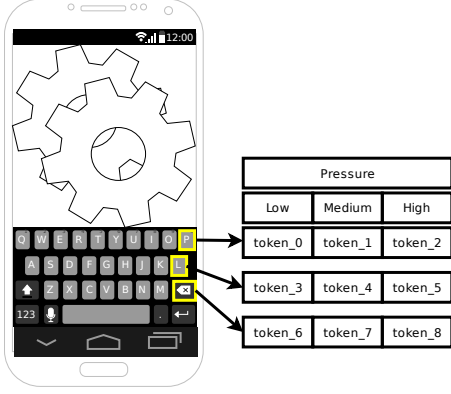 12:00
Pressure
Low Medium High
Q W E R T Y U I O P
token_0 token_1 token_2
A S D F G H J K L
token_3 token_4 token_5
Z X C V B N M
123 .
token_6 token_7 token_8